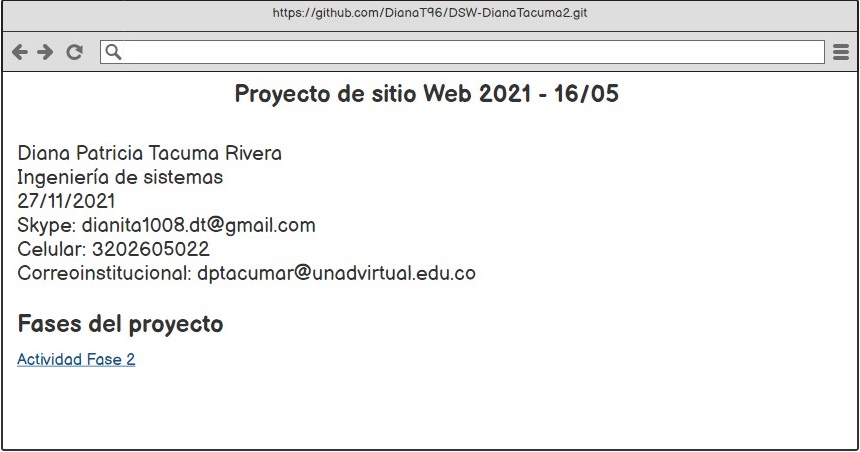 https://github.com/DianaT96/DSW-DianaTacuma2.git
Proyecto de sitio Web 2021 - 16/05
Diana Patricia Tacuma Rivera
Ingeniería de sistemas
27/11/2021
Skype: dianita1008.dt@gmail.com
Celular: 3202605022
Correoinstitucional: dptacumar@unadvirtual.edu.co
Fases del proyecto
Actividad Fase 2